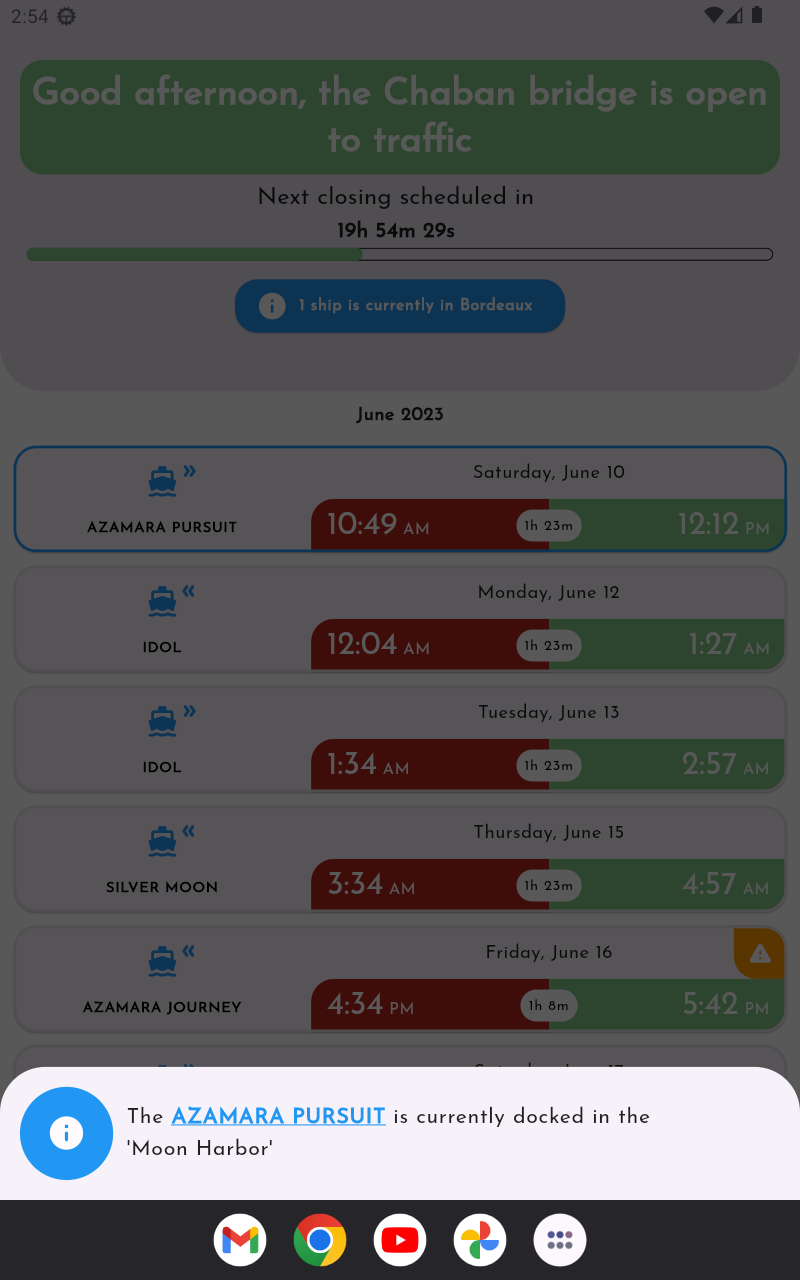 2:54
Good afternoon, the Chaban bridge is open
to traffic
Next closing scheduled in
19h 54m 29s
1 ship is currently in Bordeaux
June 2023
Saturday, June 10
AZAMARA PURSUIT
10:49 AM 1h 23m 12:12 PM
Monday, June 12
IDOL
12:04 AM 1h 23m 1:27 AM
Tuesday, June 13
IDOL
1:34 AM 1h 23m 2:57 AM
Thursday, June 15
SILVER MOON
3:34 AM 1h 23m 4:57 AM
Friday, June 16
AZAMARA JOURNEY
4:34 PM 1h 8m 5:42 PM
The AZAMARA PURSUIT is currently docked in the
'Moon Harbor'